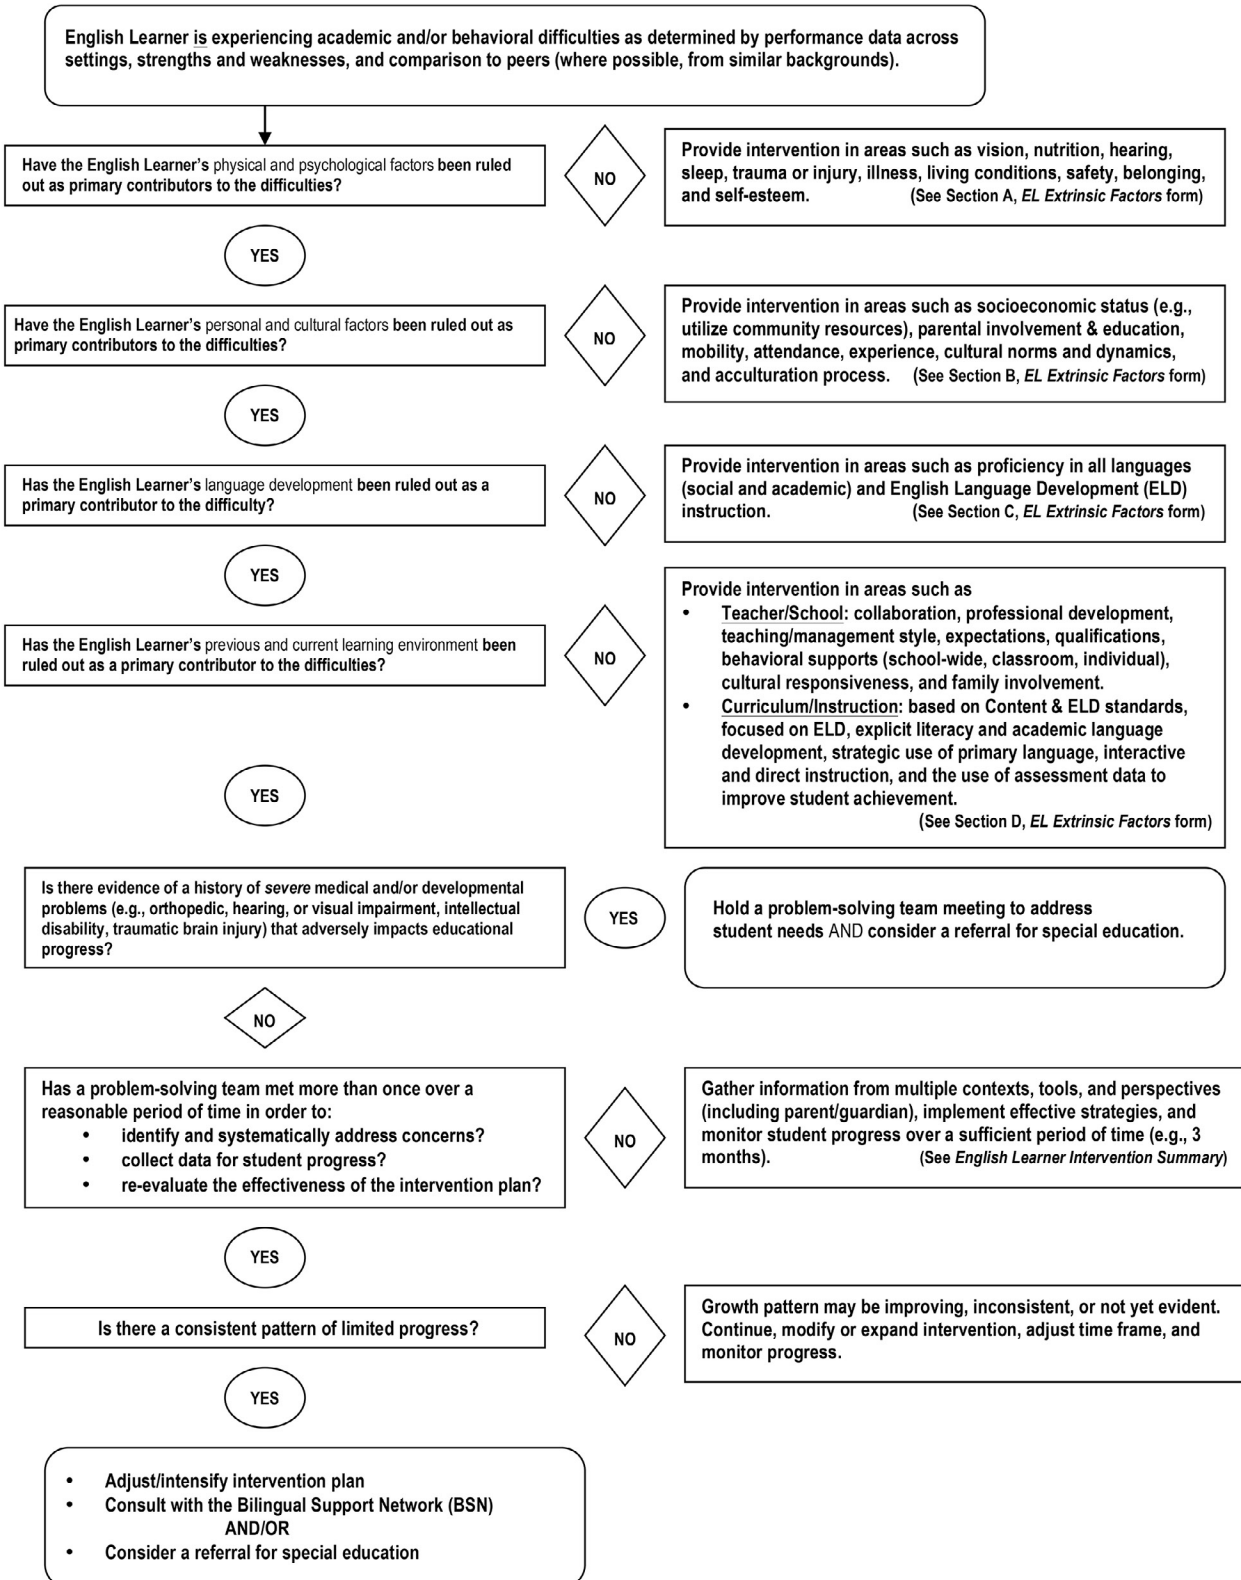 English Learner is experiencing academic and/or behavioral difficulties as determined by performance data across
settings, strengths and weaknesses, and comparison to peers (where possible, from similar backgrounds).
Have the English Learner’s physical and psychological factors been ruled
out as primary contributors to the difficulties?
NO
Provide intervention in areas such as vision, nutrition, hearing,
sleep, trauma or injury, illness, living conditions, safety, belonging,
and self-esteem. (See Section A, EL Extrinsic Factors form)
YES
Have the English Learner’s personal and cultural factors been ruled out as
primary contributors to the difficulties?
NO
Provide intervention in areas such as socioeconomic status (e.g.,
utilize community resources), parental involvement & education,
mobility, attendance, experience, cultural norms and dynamics,
and acculturation process. (See Section B, EL Extrinsic Factors form)
YES
Has the English Learner’s language development been ruled out as a
primary contributor to the difficulty?
NO
Provide intervention in areas such as proficiency in all languages
(social and academic) and English Language Development (ELD)
instruction. (See Section C, EL Extrinsic Factors form)
YES
Has the English Learner’s previous and current learning environment been
ruled out as a primary contributor to the difficulties?
NO
Provide intervention in areas such as
• Teacher/School: collaboration, professional development,
teaching/management style, expectations, qualifications,
behavioral supports (school-wide, classroom, individual),
cultural responsiveness, and family involvement.
• Curriculum/Instruction: based on Content & ELD standards,
focused on ELD, explicit literacy and academic language
development, strategic use of primary language, interactive
and direct instruction, and the use of assessment data to
improve student achievement.
(See Section D, EL Extrinsic Factors form)
YES
Is there evidence of a history of severe medical and/or developmental
problems (e.g., orthopedic, hearing, or visual impairment, intellectual
disability, traumatic brain injury) that adversely impacts educational
progress?
YES
Hold a problem-solving team meeting to address
student needs AND consider a referral for special education.
NO
Has a problem-solving team met more than once over a
reasonable period of time in order to:
• identify and systematically address concerns?
• collect data for student progress?
• re-evaluate the effectiveness of the intervention plan?
NO
Gather information from multiple contexts, tools, and perspectives
(including parent/guardian), implement effective strategies, and
monitor student progress over a sufficient period of time (e.g., 3
months). (See English Learner Intervention Summary)
YES
Is there a consistent pattern of limited progress?
NO
Growth pattern may be improving, inconsistent, or not yet evident.
Continue, modify or expand intervention, adjust time frame, and
monitor progress.
YES
• Adjust/intensify intervention plan
• Consult with the Bilingual Support Network (BSN)
AND/OR
• Consider a referral for special education